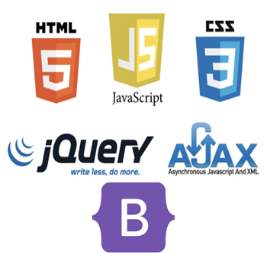 HTML
5
JS
JavaScript
CSS
3
jQuery
write less, do more.
AJAX
Asynchronous Javascript And XML
B